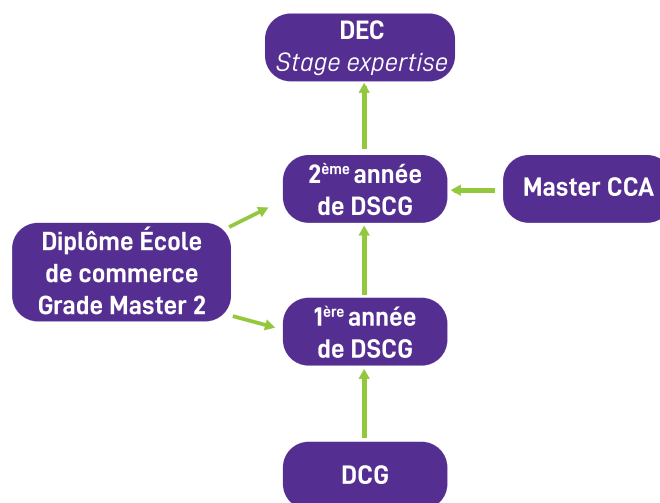 DEC
Stage expertise
2ème année
de DSCG
Master CCA
Diplôme École
de commerce
Grade Master 2
1ère année
de DSCG
DCG